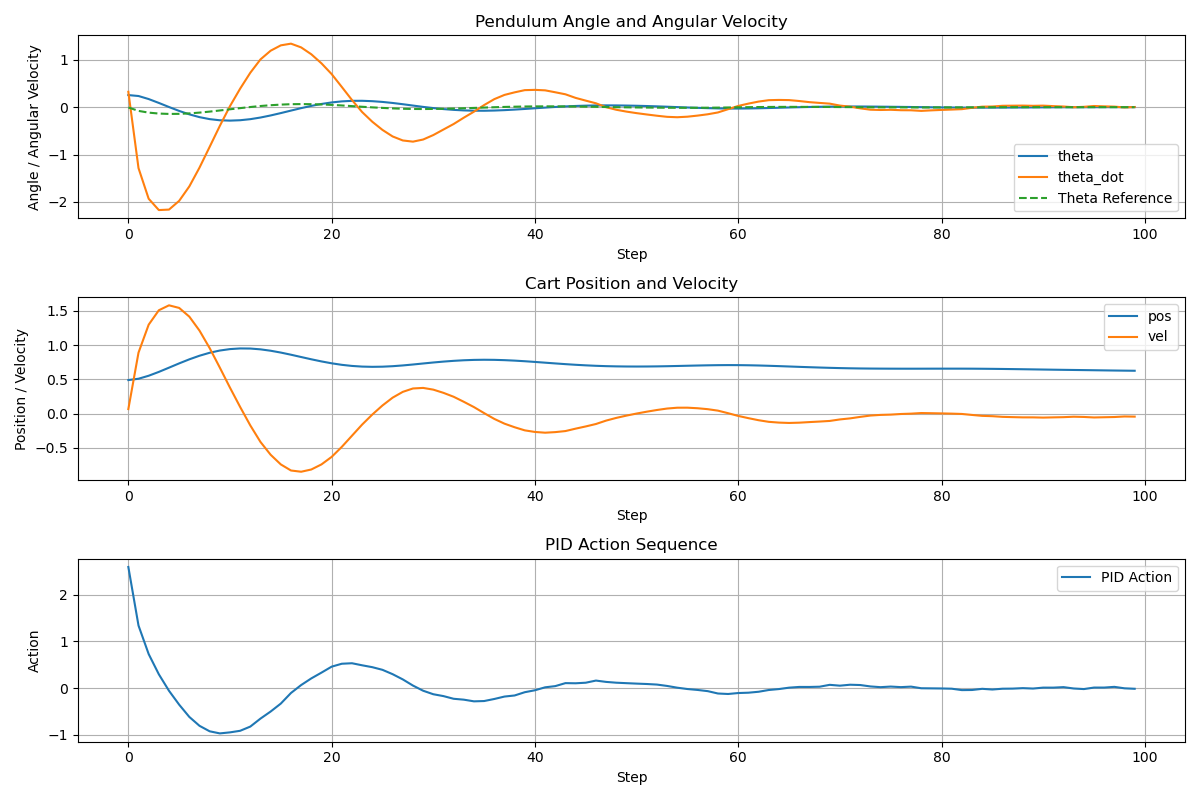 Pendulum Angle and Angular Velocity
Angle / Angular Velocity
1
0
−1
−2
theta
theta_dot
Theta Reference
0 20 40 60 80 100
Step
Cart Position and Velocity
Position / Velocity
1.5
1.0
0.5
0.0
−0.5
pos
vel
0 20 40 60 80 100
Step
PID Action Sequence
Action
2
1
0
−1
PID Action
0 20 40 60 80 100
Step